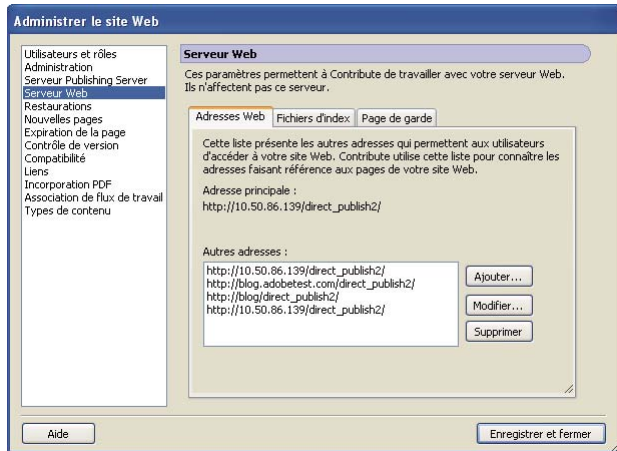 Administrer le site Web
Utilisateurs et rôles
Administration
Serveur Publishing Server
Serveur Web
Restaurations
Nouvelles pages
Expiration de la page
Contrôle de version
Compatibilité
Liens
Incorporation PDF
Association de flux de travail
Types de contenu
Serveur Web
Ces paramètres permettent à Contribute de travailler avec votre serveur Web.
Ils n'affectent pas ce serveur.
Adresses Web
Fichiers d'index
Page de garde
Cette liste présente les autres adresses qui permettent aux utilisateurs
d'accéder à votre site Web. Contribute utilise cette liste pour connaître les
adresses faisant référence aux pages de votre site Web.
Adresse principale :
http://10.50.86.139/direct_publish2/
Autres adresses :
http://10.50.86.139/direct_publish2/
http://blog.adobetest.com/direct_publish2/
http://blog/direct_publish2/
http://10.50.86.139/direct_publish2/
Ajouter...
Modifier...
Supprimer
Aide
Enregistrer et fermer